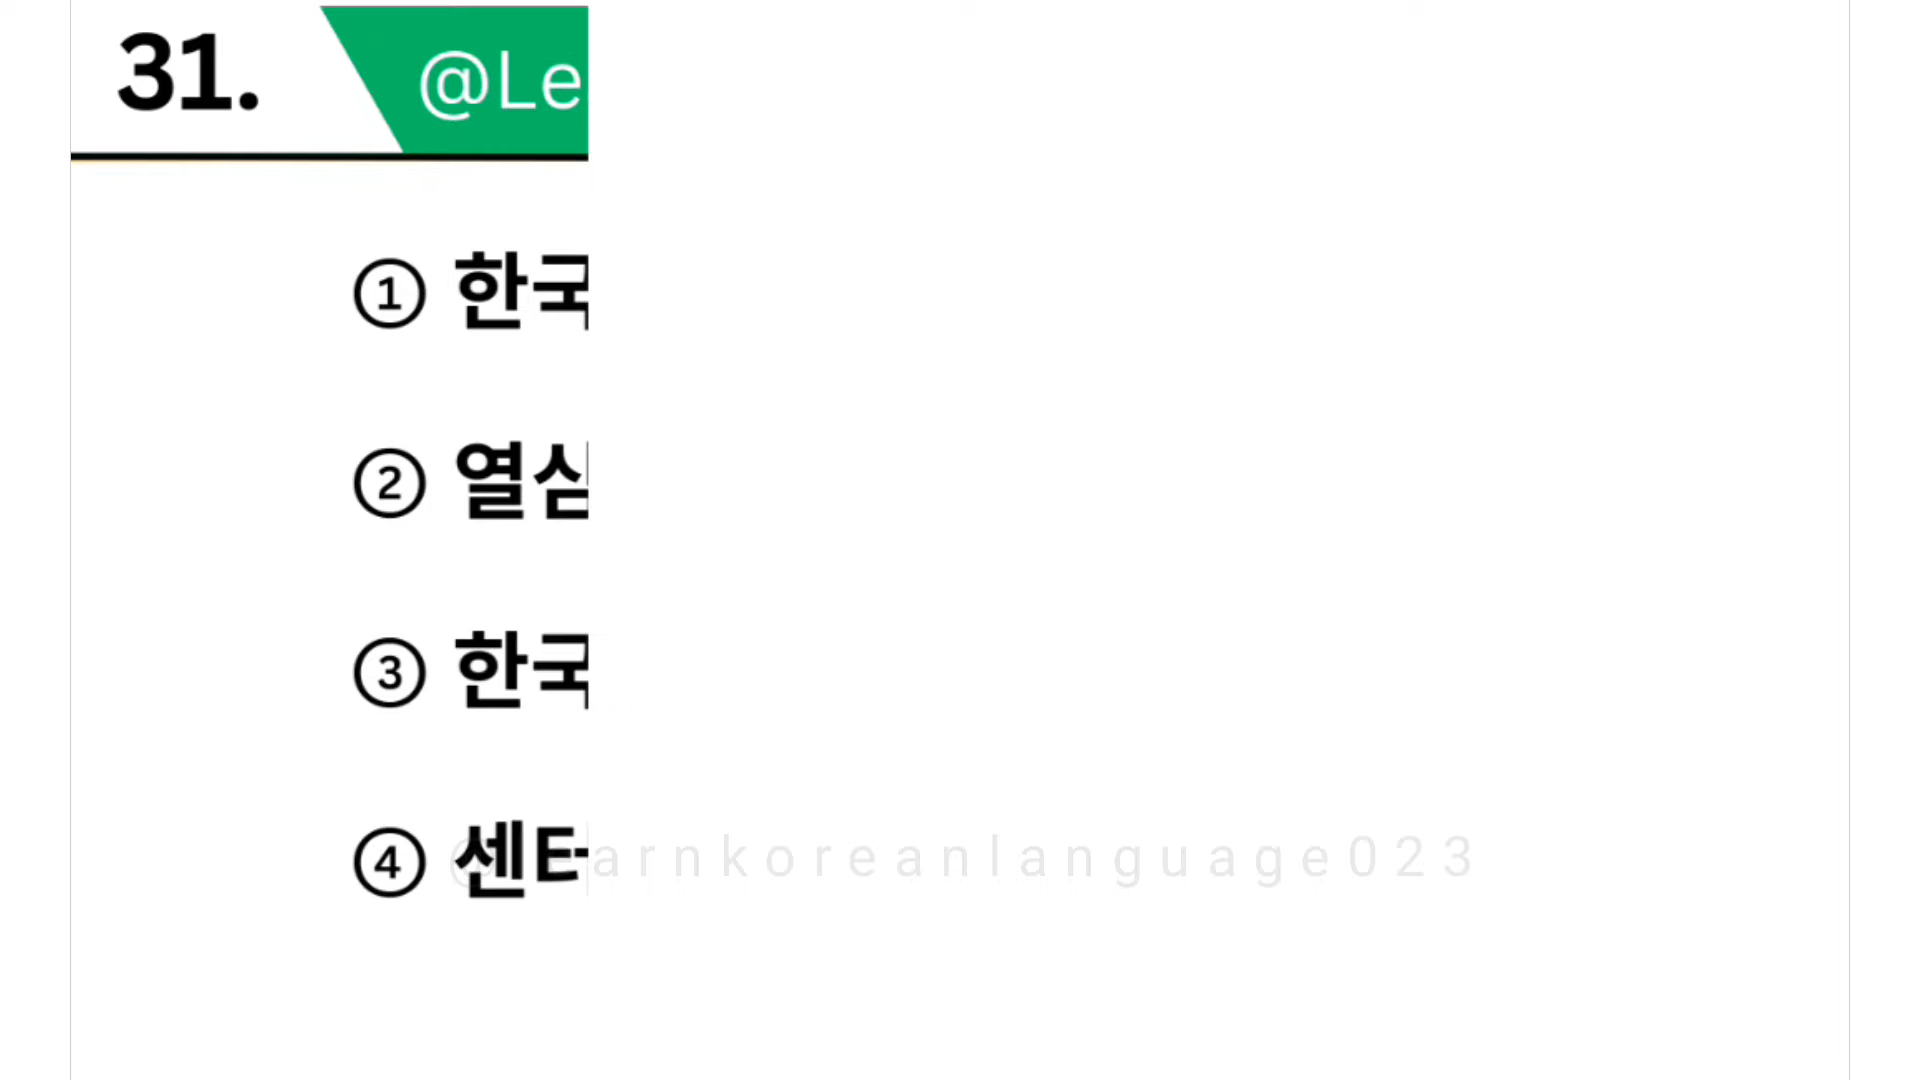 31.
@Le
① 한국
② 열심
③ 한국
④ 센터
@learnkoreanlanguage023